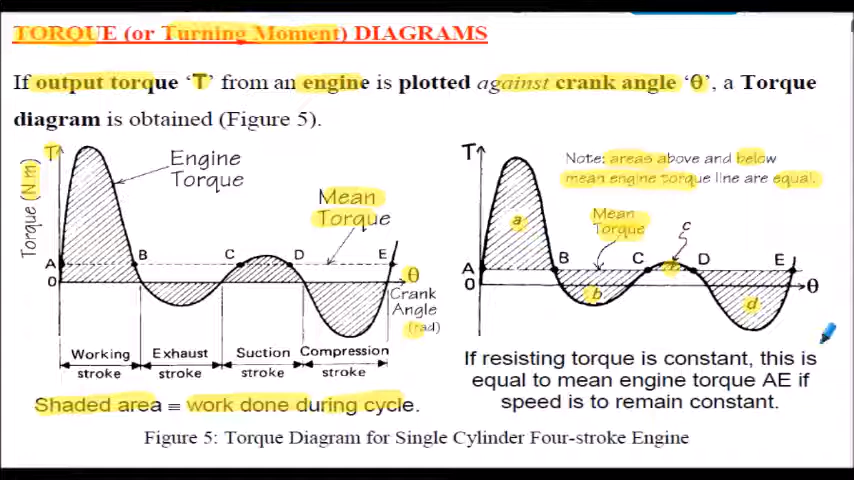 TORQUE (or Turning Moment) DIAGRAMS
If output torque ‘T’ from an engine is plotted against crank angle ‘θ’, a Torque
diagram is obtained (Figure 5).
T
Engine
Torque
Mean
Torque
Torque (N.m)
A
B
C
D
E
O
θ
Crank
Angle
(rad)
Working
stroke
Exhaust
stroke
Suction
stroke
Compression
stroke
Shaded area ≡ work done during cycle.
T
Note: areas above and below
mean engine torque line are equal.
a
Mean
Torque
c
A
B
C
D
E
O
θ
b
d
If resisting torque is constant, this is
equal to mean engine torque AE if
speed is to remain constant.
Figure 5: Torque Diagram for Single Cylinder Four-stroke Engine